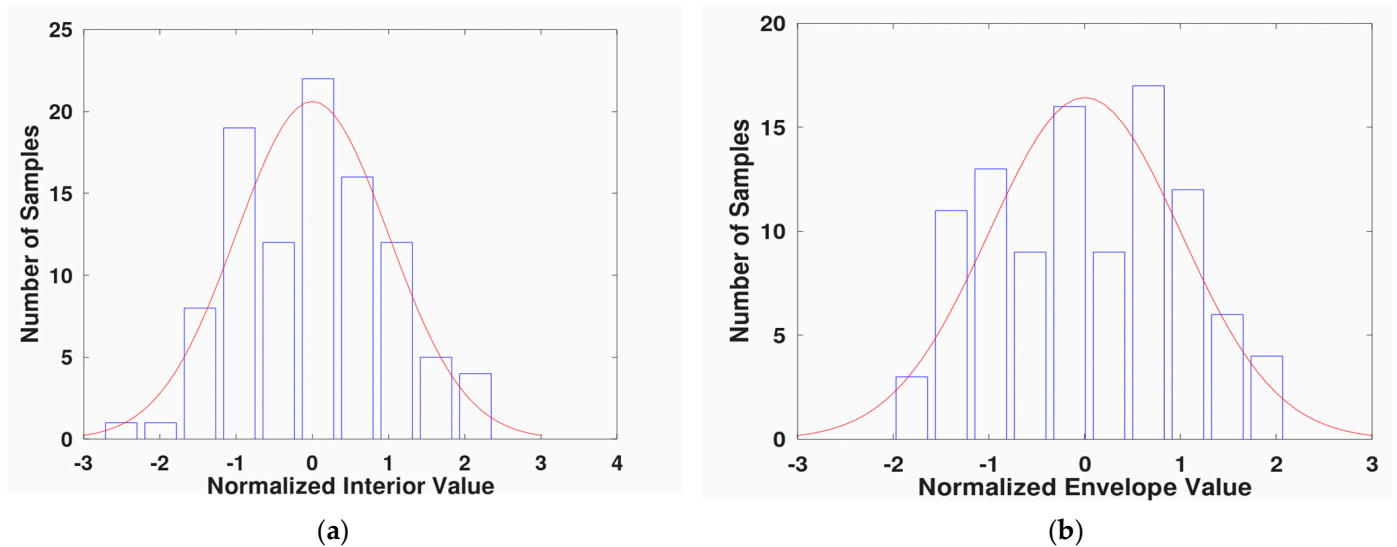 25
20
15
10
5
0
Number of Samples
-3 -2 -1 0 1 2 3 4
Normalized Interior Value
(a)
20
15
10
5
0
Number of Samples
-3 -2 -1 0 1 2 3
Normalized Envelope Value
(b)